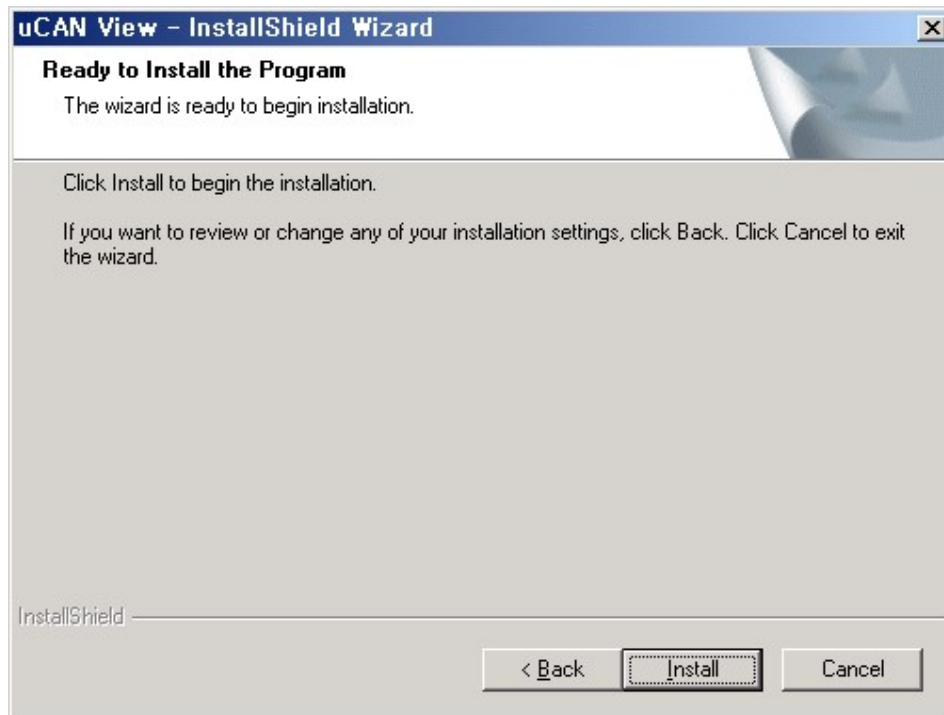 uCAN View - InstallShield Wizard
Ready to Install the Program
The wizard is ready to begin installation.
Click Install to begin the installation.
If you want to review or change any of your installation settings, click Back. Click Cancel to exit
the wizard.
InstallShield
< Back
Install
Cancel